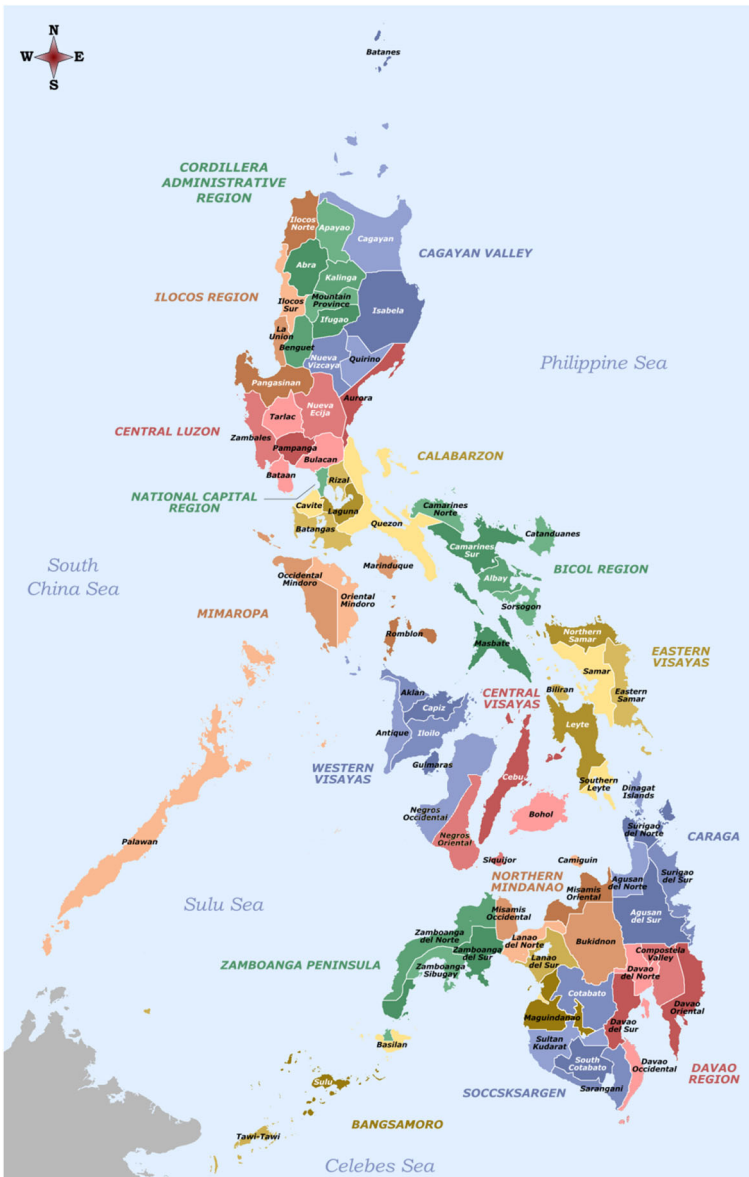 N
W E
S
Batanes
CORDILLERA
ADMINISTRATIVE
REGION
Ilocos
Norte
Apayao
Cagayan
CAGAYAN VALLEY
Abra
Kalinga
ILOCOS REGION
Ilocos
Sur
Mountain
Province
Isabela
Ifugao
La
Union
Benguet
Nueva
Vizcaya
Quirino
Philippine Sea
Pangasinan
Aurora
Nueva
Ecija
Tarlac
CENTRAL LUZON
Zambales
Pampanga
Bulacan
CALABARZON
Bataan
Rizal
NATIONAL CAPITAL
REGION
Cavite
Laguna
Camarines
Norte
Batangas
Quezon
Catanduanes
Camarines
Sur
South
China Sea
Marinduque
BICOL REGION
Occidental
Mindoro
Albay
Oriental
Mindoro
Sorsogon
MIMAROPA
Romblon
Masbate
Northern
Samar
EASTERN
VISAYAS
Samar
Aklan
CENTRAL
VISAYAS
Biliran
Eastern
Samar
Capiz
Antique
Iloilo
Leyte
WESTERN
VISAYAS
Guimaras
Cebu
Southern
Leyte
Dinagat
Islands
Negros
Occidental
Bohol
Surigao
del Norte
CARAGA
Negros
Oriental
Palawan
Siquijor
Camiguin
NORTHERN
MINDANAO
Agusan
del Norte
Surigao
del Sur
Misamis
Oriental
Sulu Sea
Misamis
Occidental
Agusan
del Sur
Zamboanga
del Norte
Lanao
del Norte
Bukidnon
Zamboanga
del Sur
Lanao
del Sur
Compostela
Valley
ZAMBOANGA PENINSULA
Zamboanga
Sibugay
Davao
del Norte
Cotabato
Davao
Oriental
Maguindanao
Davao
del Sur
Basilan
Sultan
Kudarat
South
Cotabato
Davao
Occidental
DAVAO
REGION
Sulu
SOCCSKSARGEN
Sarangani
BANGSAMORO
Tawi-Tawi
Celebes Sea